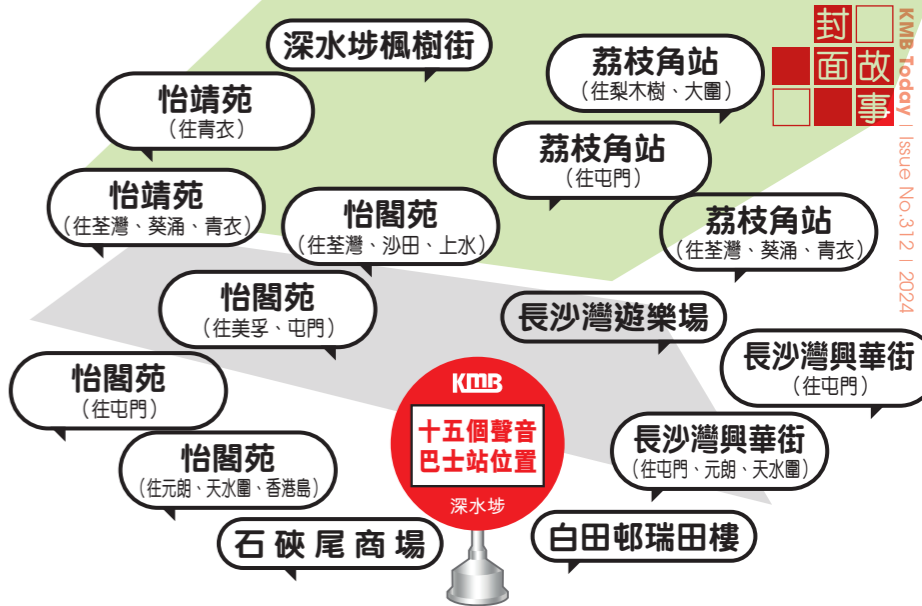 封
面故
事
KMB Today | Issue No.312 | 2024
深水埗楓樹街
荔枝角站
（往梨木樹、大圍）
怡靖苑
（往青衣）
荔枝角站
（往屯門）
怡靖苑
（往荃灣、葵涌、青衣）
怡閣苑
（往荃灣、沙田、上水）
荔枝角站
（往荃灣、葵涌、青衣）
怡閣苑
（往美孚、屯門）
長沙灣遊樂場
長沙灣興華街
（往屯門）
怡閣苑
（往屯門）
KMB
十五個聲音
巴士站位置
深水埗
長沙灣興華街
（往屯門、元朗、天水圍）
怡閣苑
（往元朗、天水圍、香港島）
石硤尾商場
白田邨瑞田樓